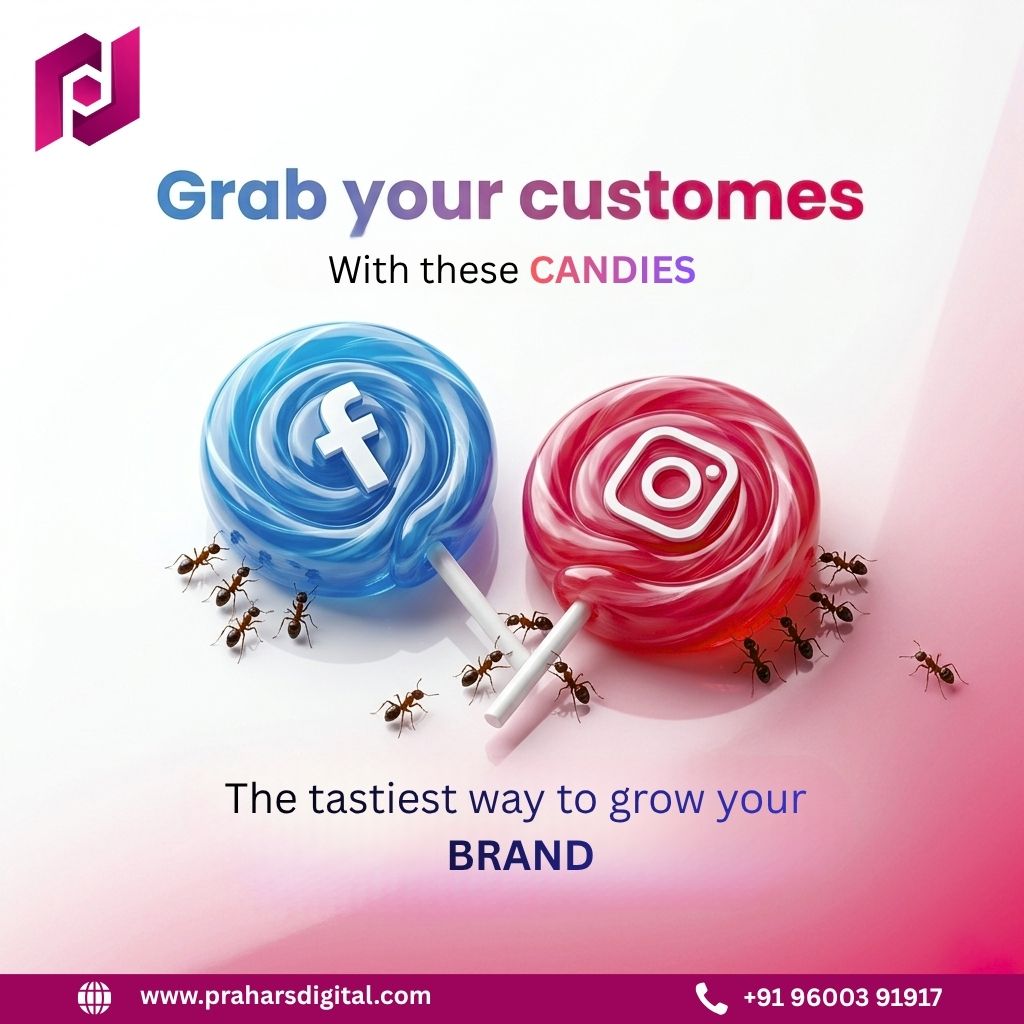 Grab your customes
With these CANDIES
The tastiest way to grow your
BRAND
www.praharsdigital.com
+91 96003 91917